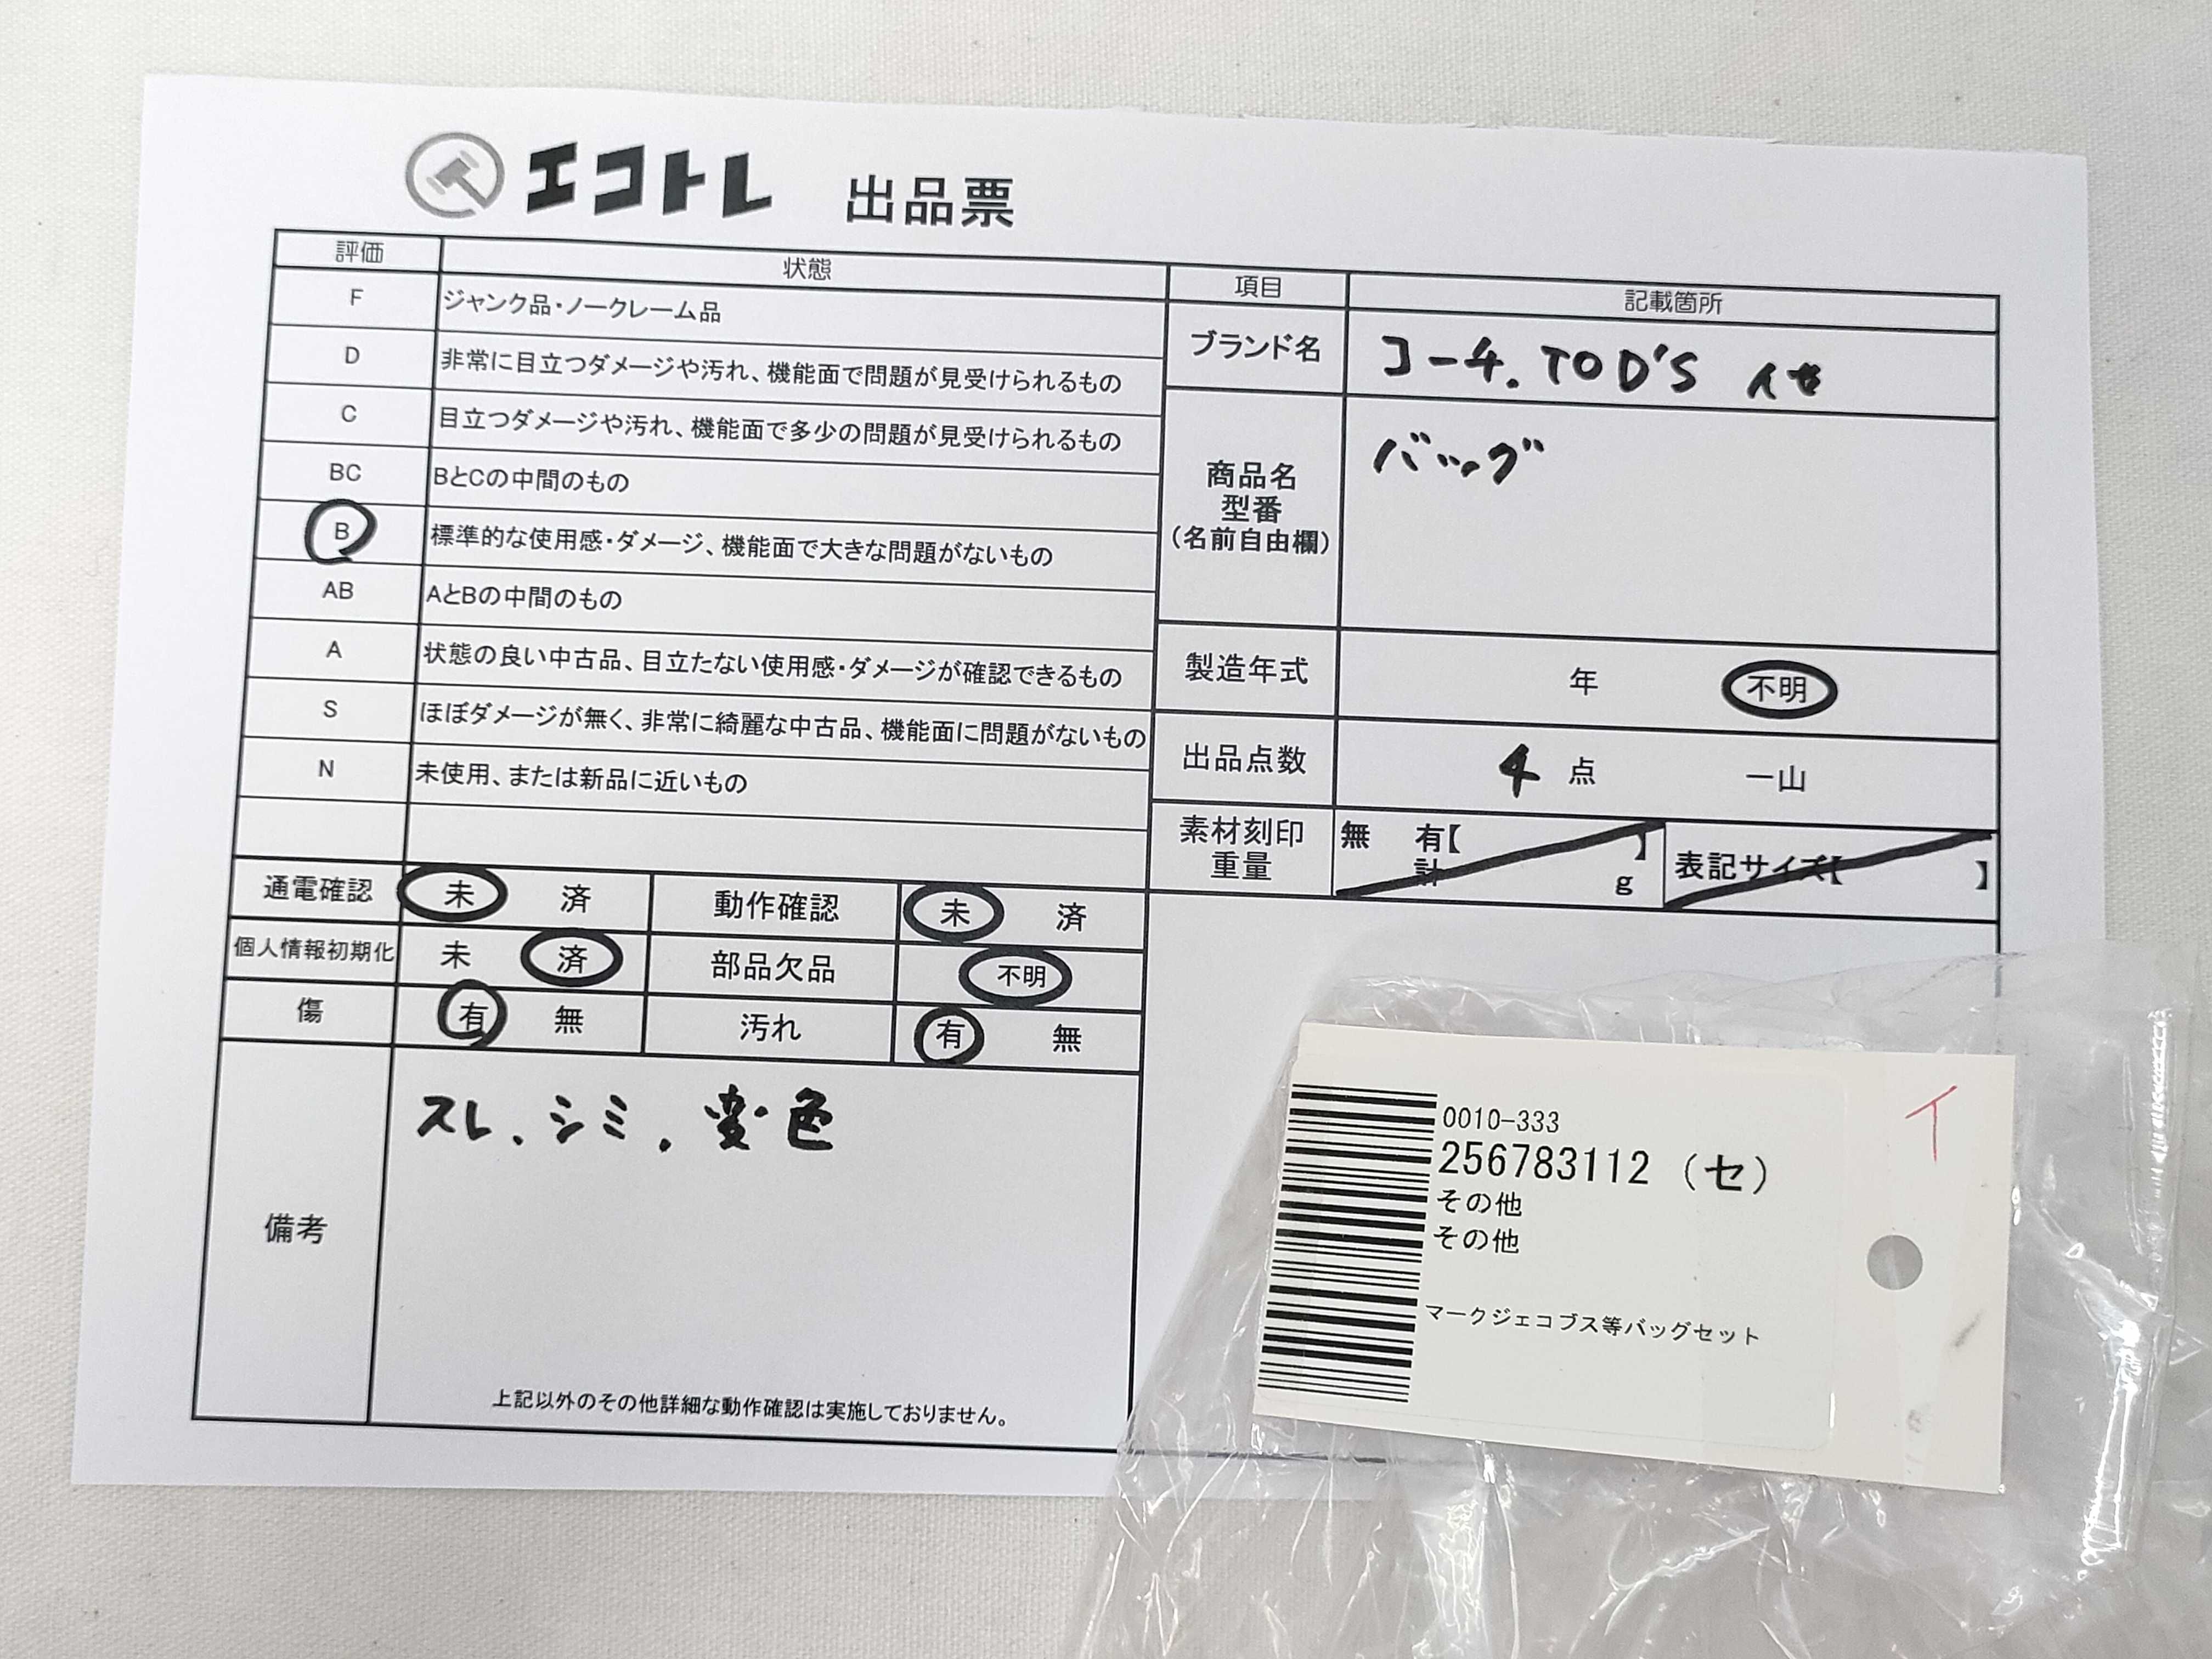 エコトレ 出品票
評価 状態
F ジャンク品・ノークレーム品
D 非常に目立つダメージや汚れ、機能面で問題が見受けられるもの
C 目立つダメージや汚れ、機能面で多少の問題が見受けられるもの
BC BとCの中間のもの
B 標準的な使用感・ダメージ、機能面で大きな問題がないもの
AB AとBの中間のもの
A 状態の良い中古品、目立たない使用感・ダメージが確認できるもの
S ほぼダメージが無く、非常に綺麗な中古品、機能面に問題がないもの
N 未使用、または新品に近いもの
項目 記載箇所
ブランド名 コーチ. TOD'S 他
商品名
型番
(名前自由欄)
バッグ
製造年式 年 不明
出品点数 4 点 一山
素材刻印
重量
無 有【 】
計 g
表記サイズ【 】
通電確認 未 済 動作確認 未 済
個人情報初期化 未 済 部品欠品 不明
傷 有 無 汚れ 有 無
備考
スレ、シミ、変色
上記以外のその他詳細な動作確認は実施しておりません。
イ
0010-333
256783112 (セ)
その他
その他
マークジェコブス等バッグセット